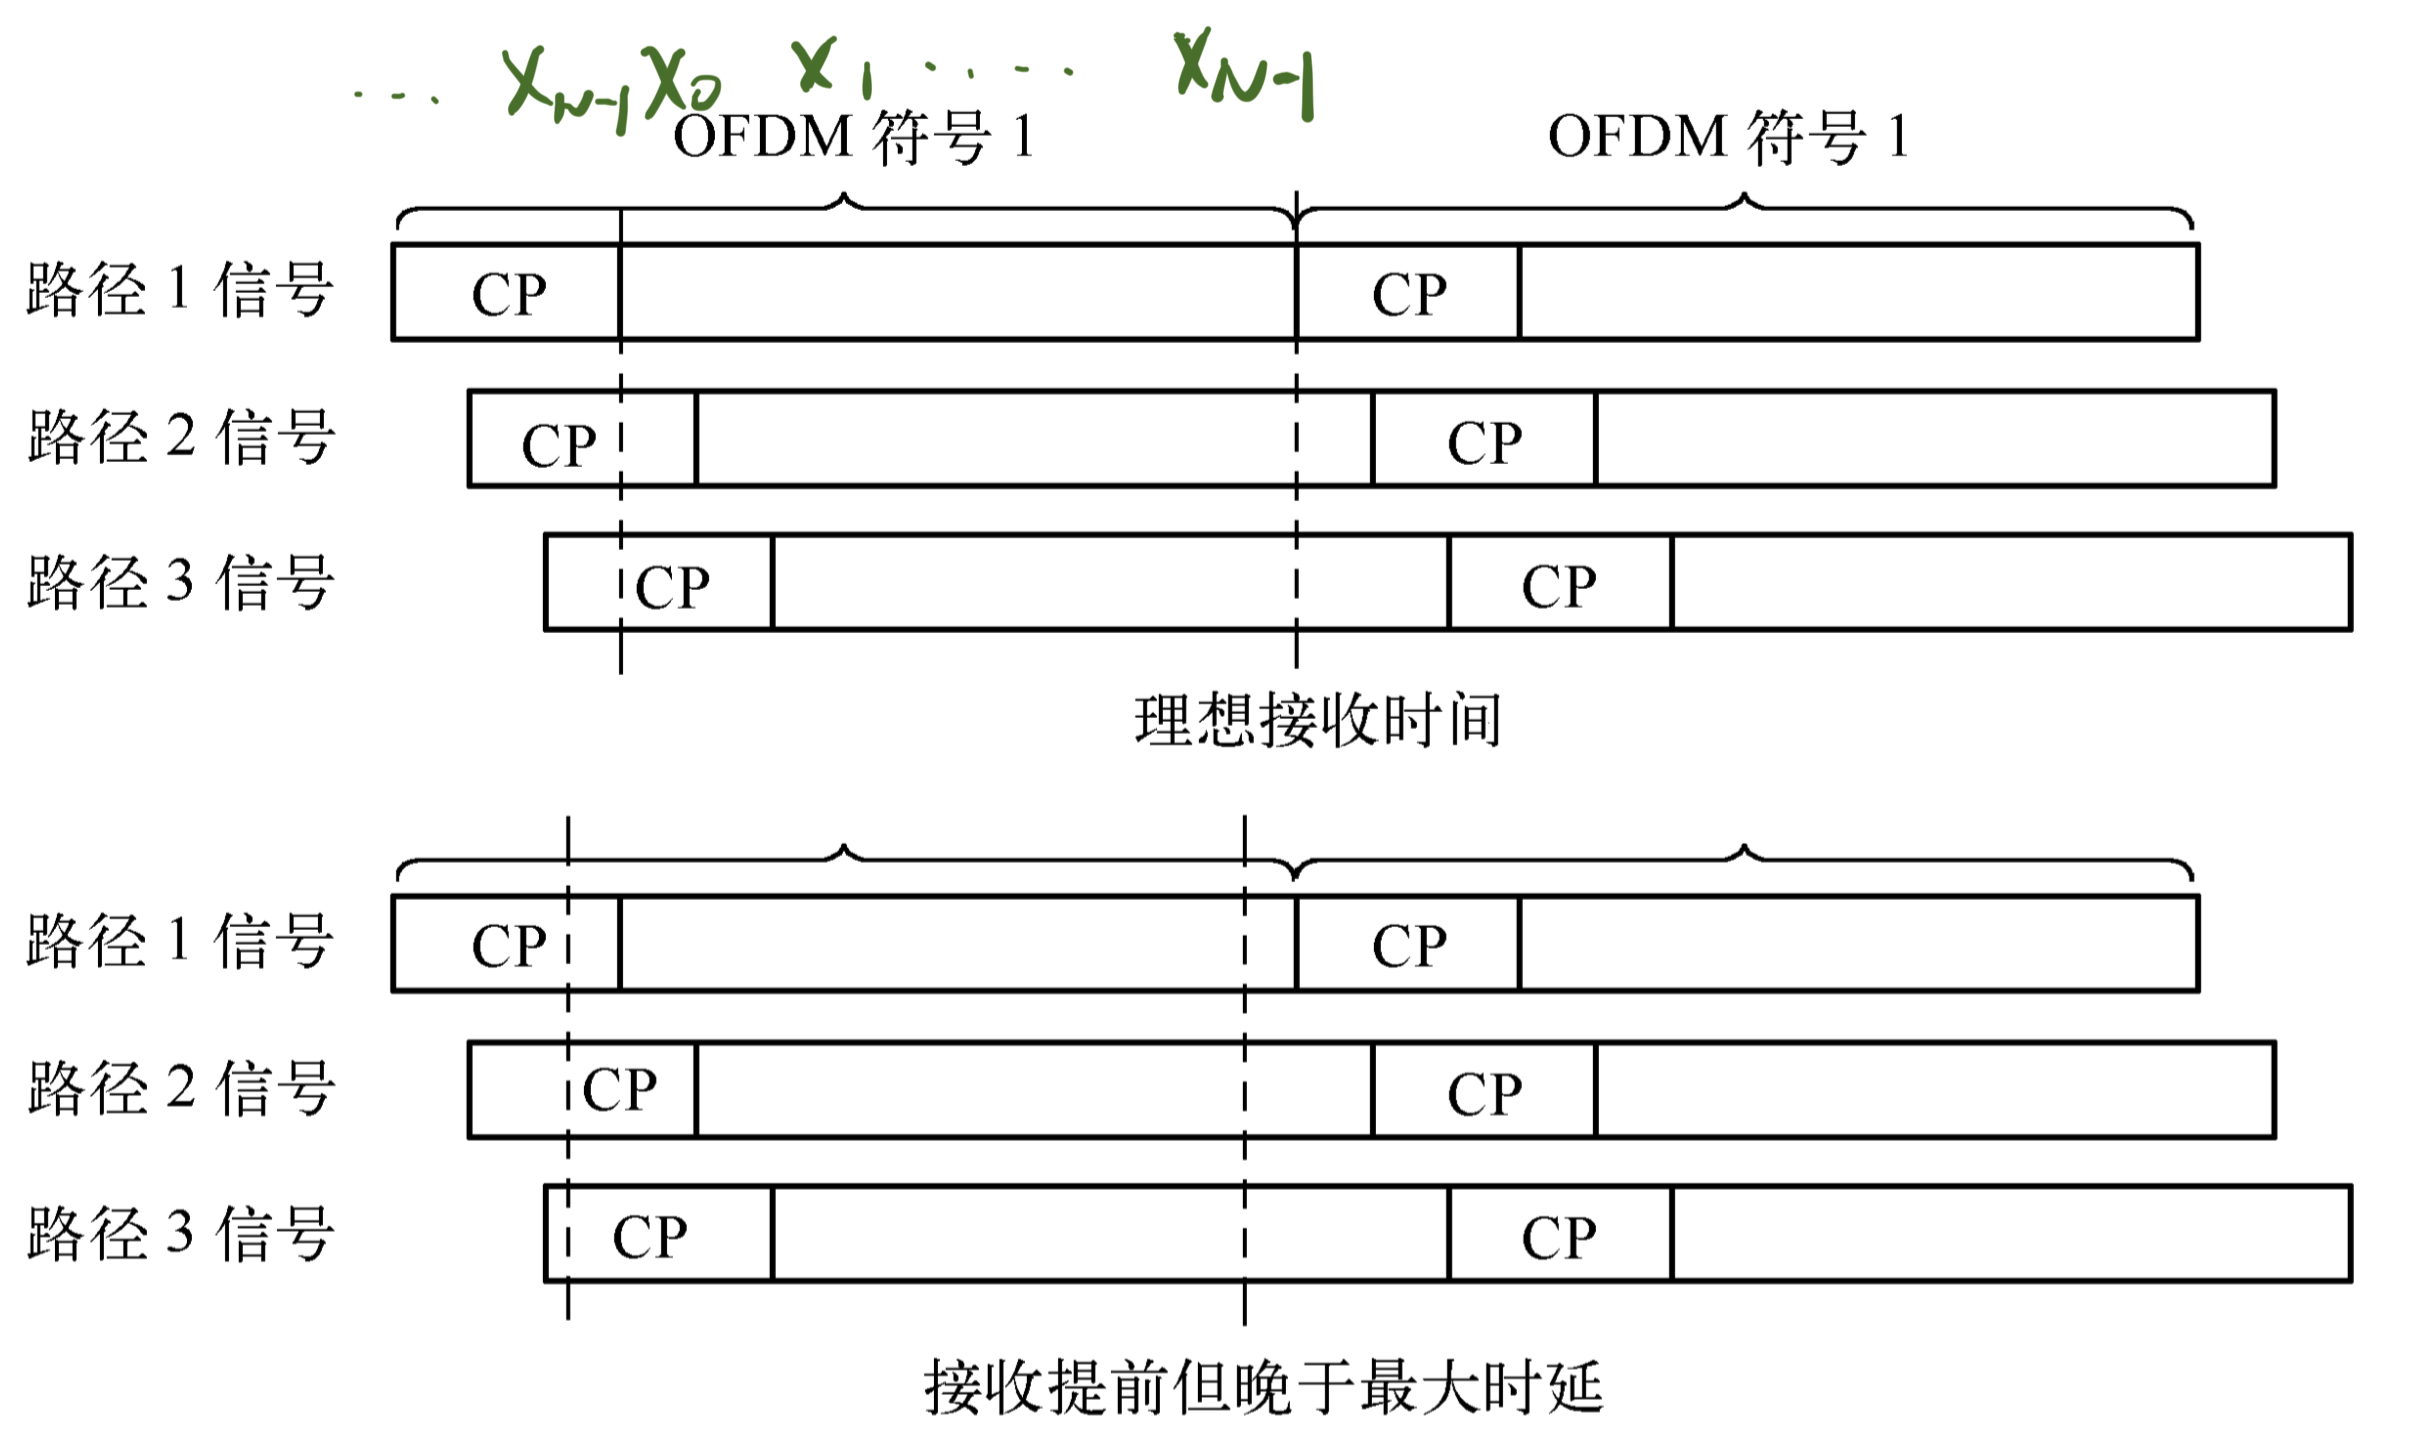 ... X_{N-1} X_0 X_1 ..... X_{N-1}
OFDM 符号 1 OFDM 符号 1
路径 1 信号 CP CP
路径 2 信号 CP CP
路径 3 信号 CP CP
理想接收时间
路径 1 信号 CP CP
路径 2 信号 CP CP
路径 3 信号 CP CP
接收提前但晚于最大时延